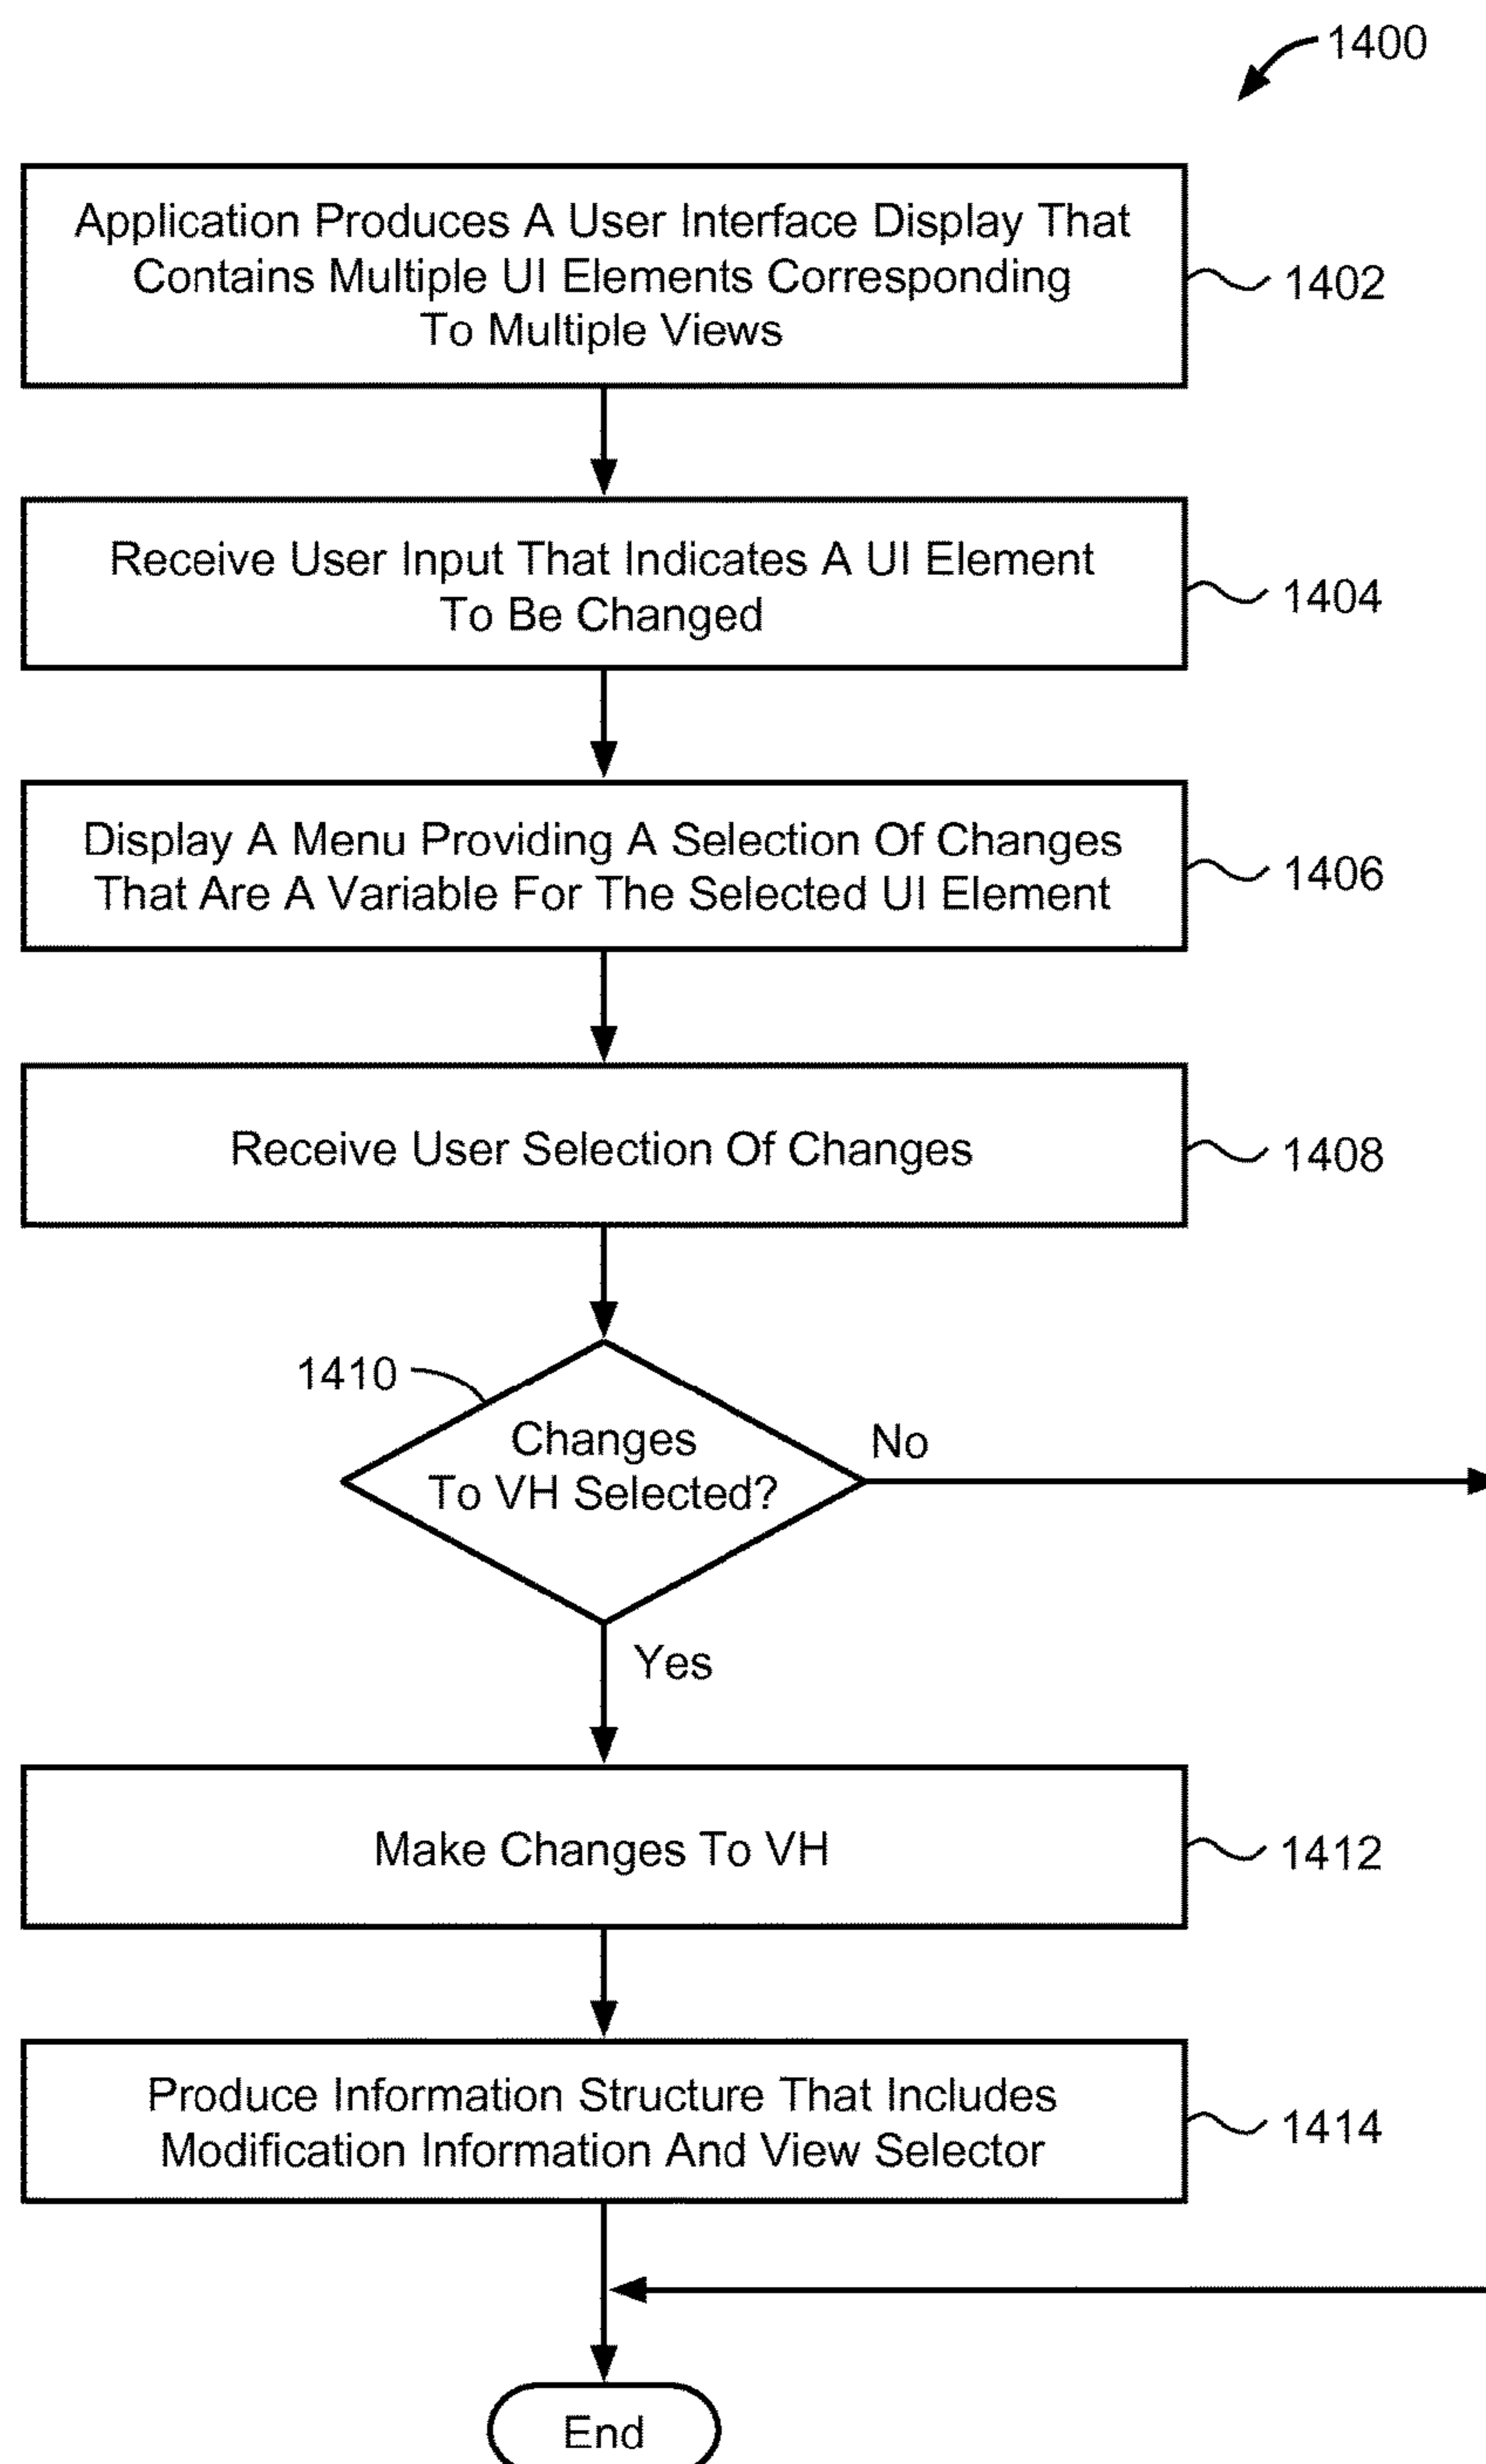 1400
Application Produces A User Interface Display That
Contains Multiple UI Elements Corresponding
To Multiple Views
1402
Receive User Input That Indicates A UI Element
To Be Changed
1404
Display A Menu Providing A Selection Of Changes
That Are A Variable For The Selected UI Element
1406
Receive User Selection Of Changes
1408
1410
Changes
To VH Selected?
No
Yes
Make Changes To VH
1412
Produce Information Structure That Includes
Modification Information And View Selector
1414
End